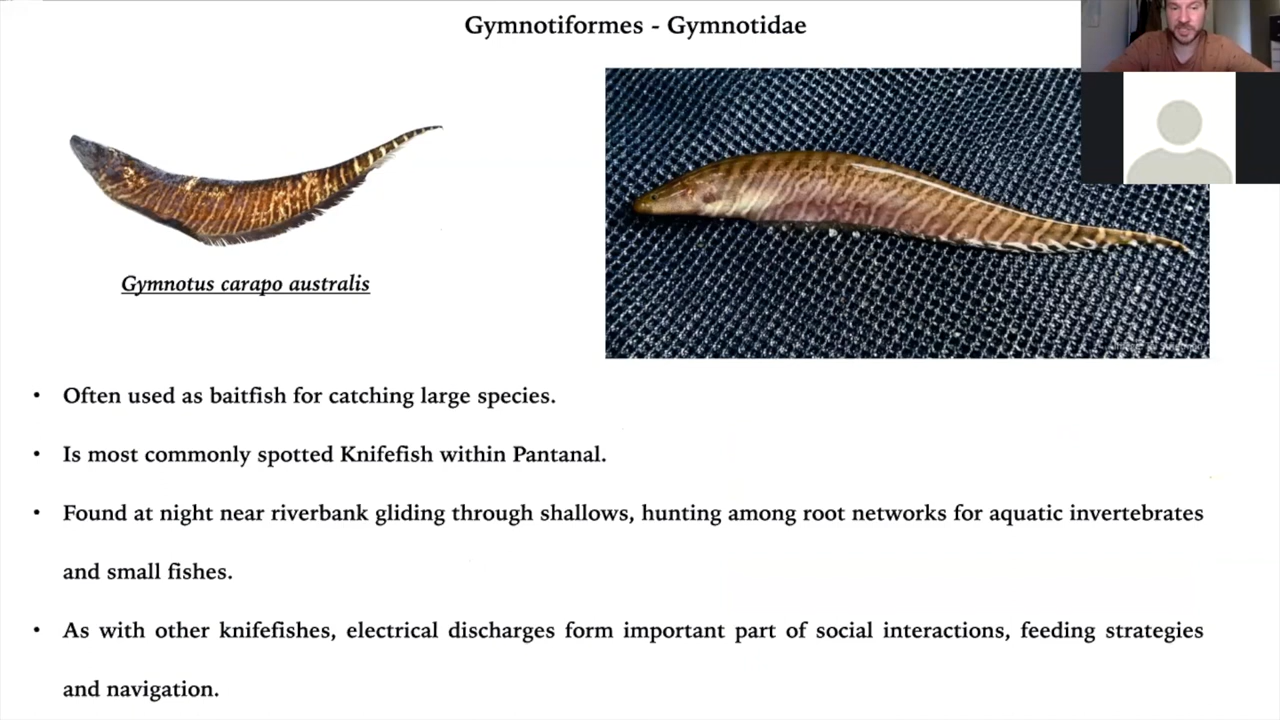 Gymnotiformes - Gymnotidae
Gymnotus carapo australis
• Often used as baitfish for catching large species.
• Is most commonly spotted Knifefish within Pantanal.
• Found at night near riverbank gliding through shallows, hunting among root networks for aquatic invertebrates
and small fishes.
• As with other knifefishes, electrical discharges form important part of social interactions, feeding strategies
and navigation.